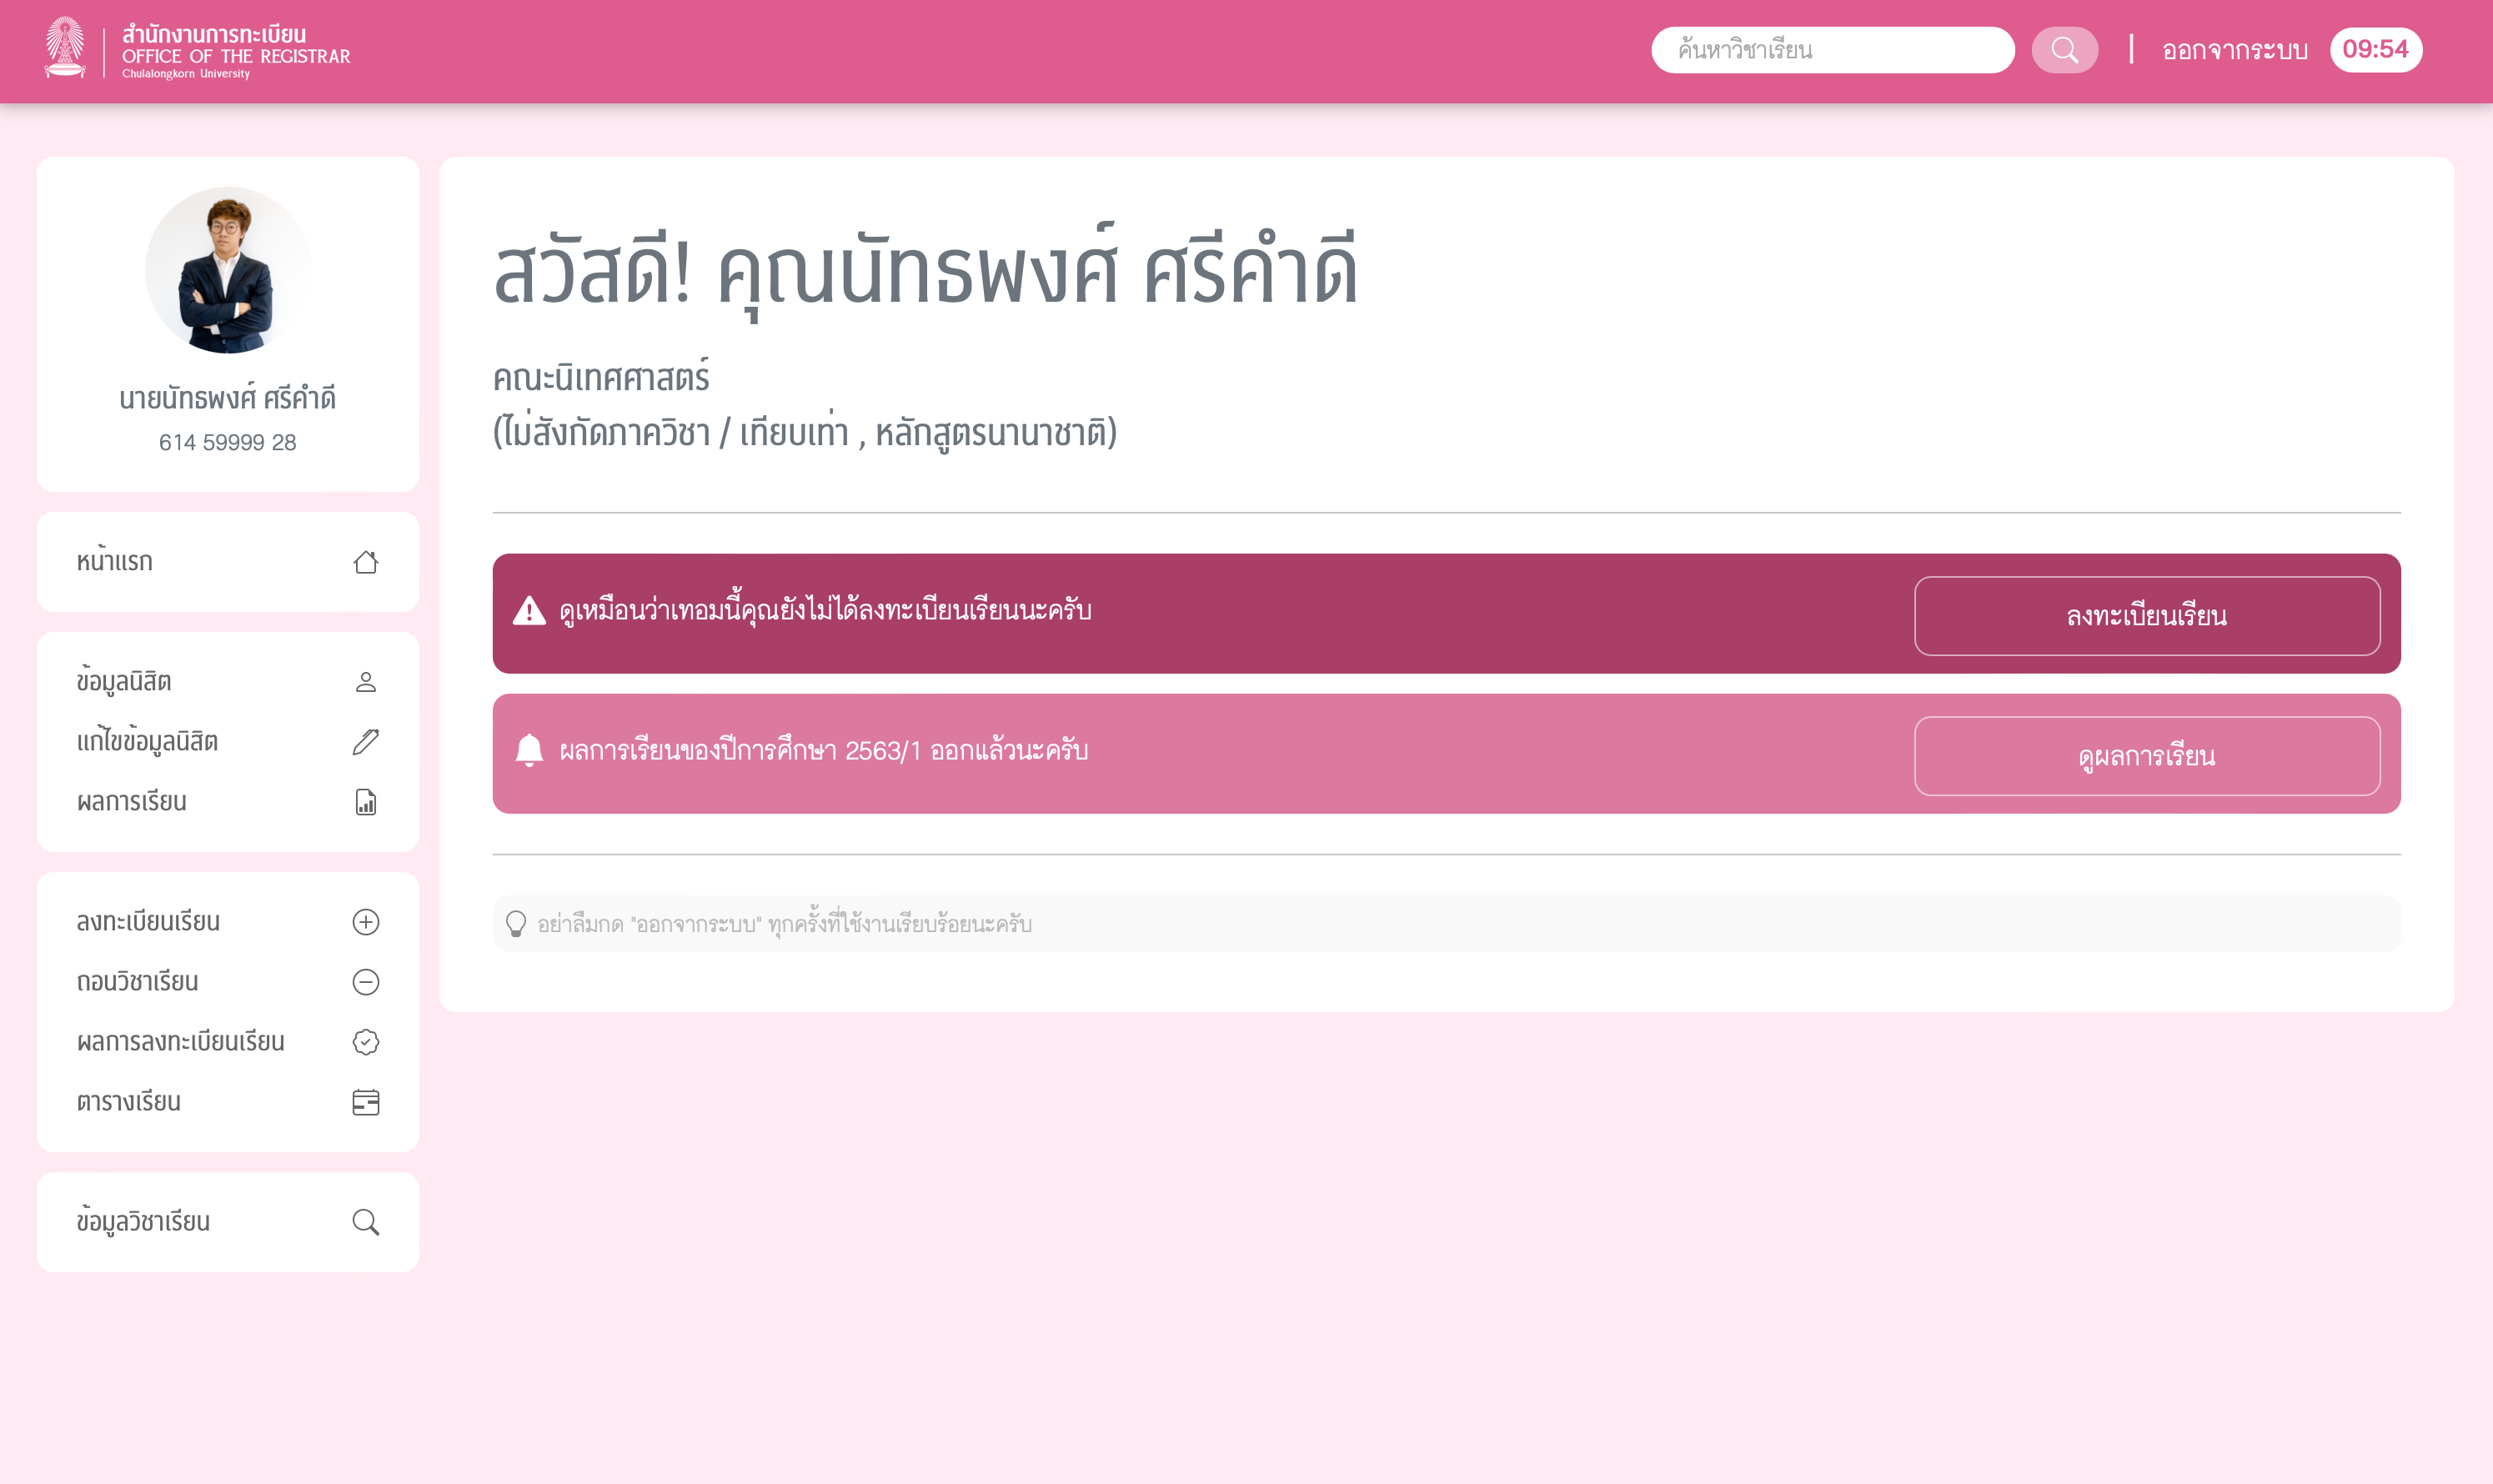 สำนักงานการทะเบียน
OFFICE OF THE REGISTRAR
Chulalongkorn University
ค้นหาวิชาเรียน
ออกจากระบบ
09:54
นายนัทธพงศ์ ศรีคำดี
614 59999 28
หน้าแรก
ข้อมูลนิสิต
แก้ไขข้อมูลนิสิต
ผลการเรียน
ลงทะเบียนเรียน
ถอนวิชาเรียน
ผลการลงทะเบียนเรียน
ตารางเรียน
ข้อมูลวิชาเรียน
สวัสดี! คุณนัทธพงศ์ ศรีคำดี
คณะนิเทศศาสตร์
(ไม่สังกัดภาควิชา / เทียบเท่า , หลักสูตรนานาชาติ)
ดูเหมือนว่าเทอมนี้คุณยังไม่ได้ลงทะเบียนเรียนนะครับ
ลงทะเบียนเรียน
ผลการเรียนของปีการศึกษา 2563/1 ออกแล้วนะครับ
ดูผลการเรียน
อย่าลืมกด "ออกจากระบบ" ทุกครั้งที่ใช้งานเรียบร้อยนะครับ